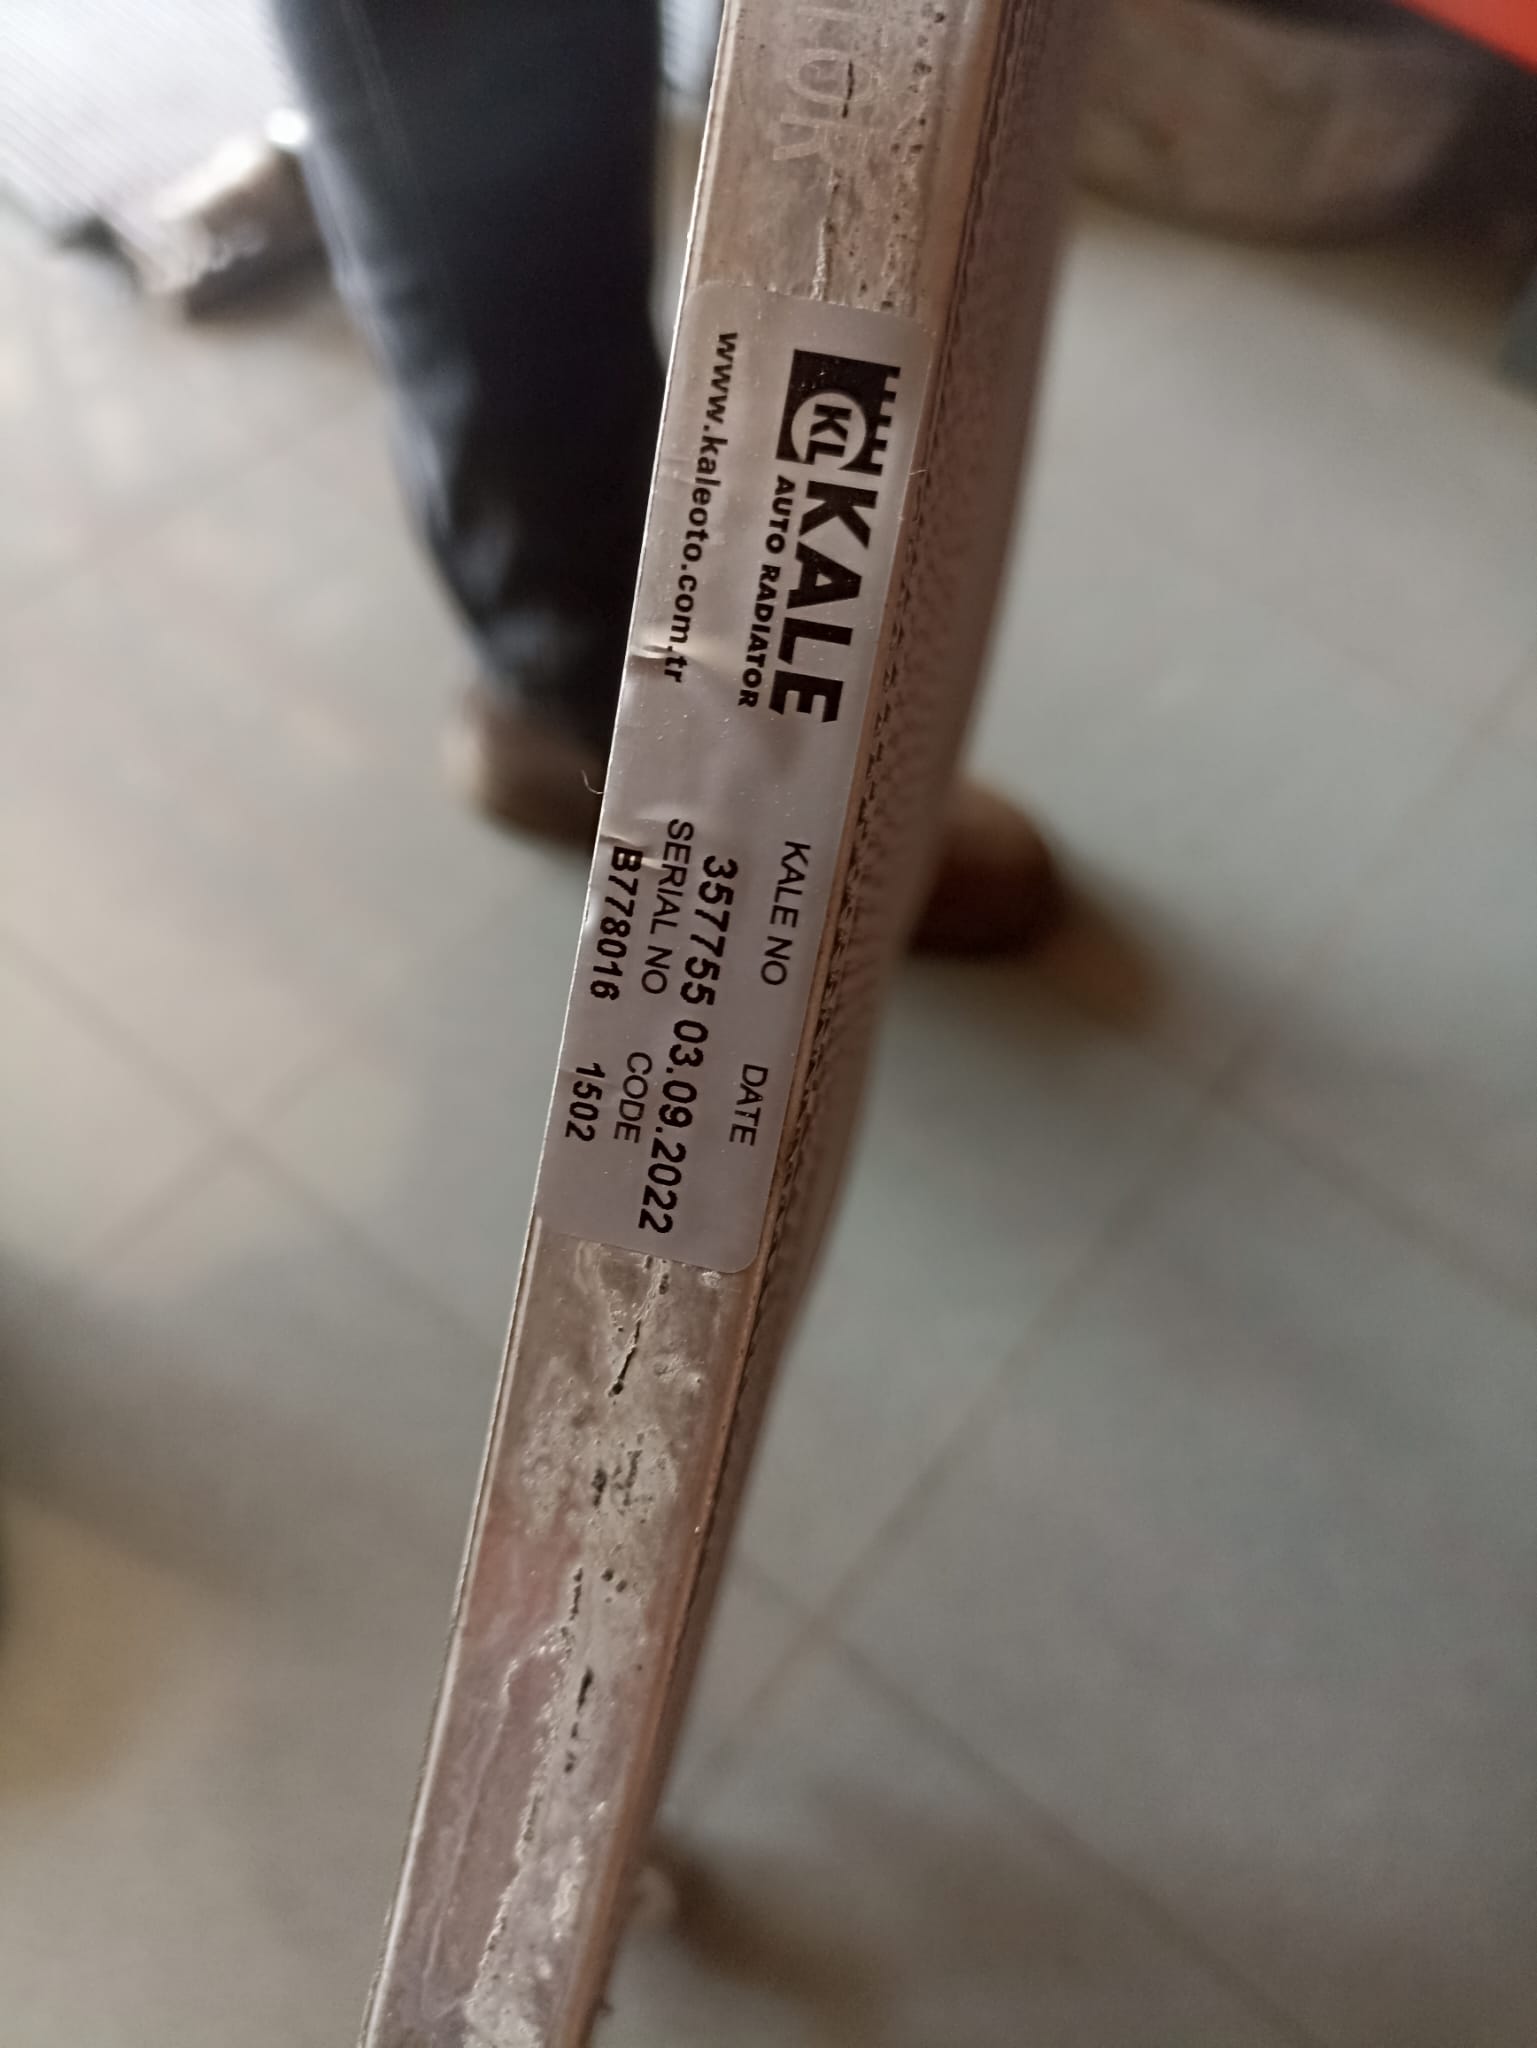 KL KALE
AUTO RADIATOR
www.kaleoto.com.tr
KALE NO DATE
357755 03.09.2022
SERIAL NO CODE
B778016 1502